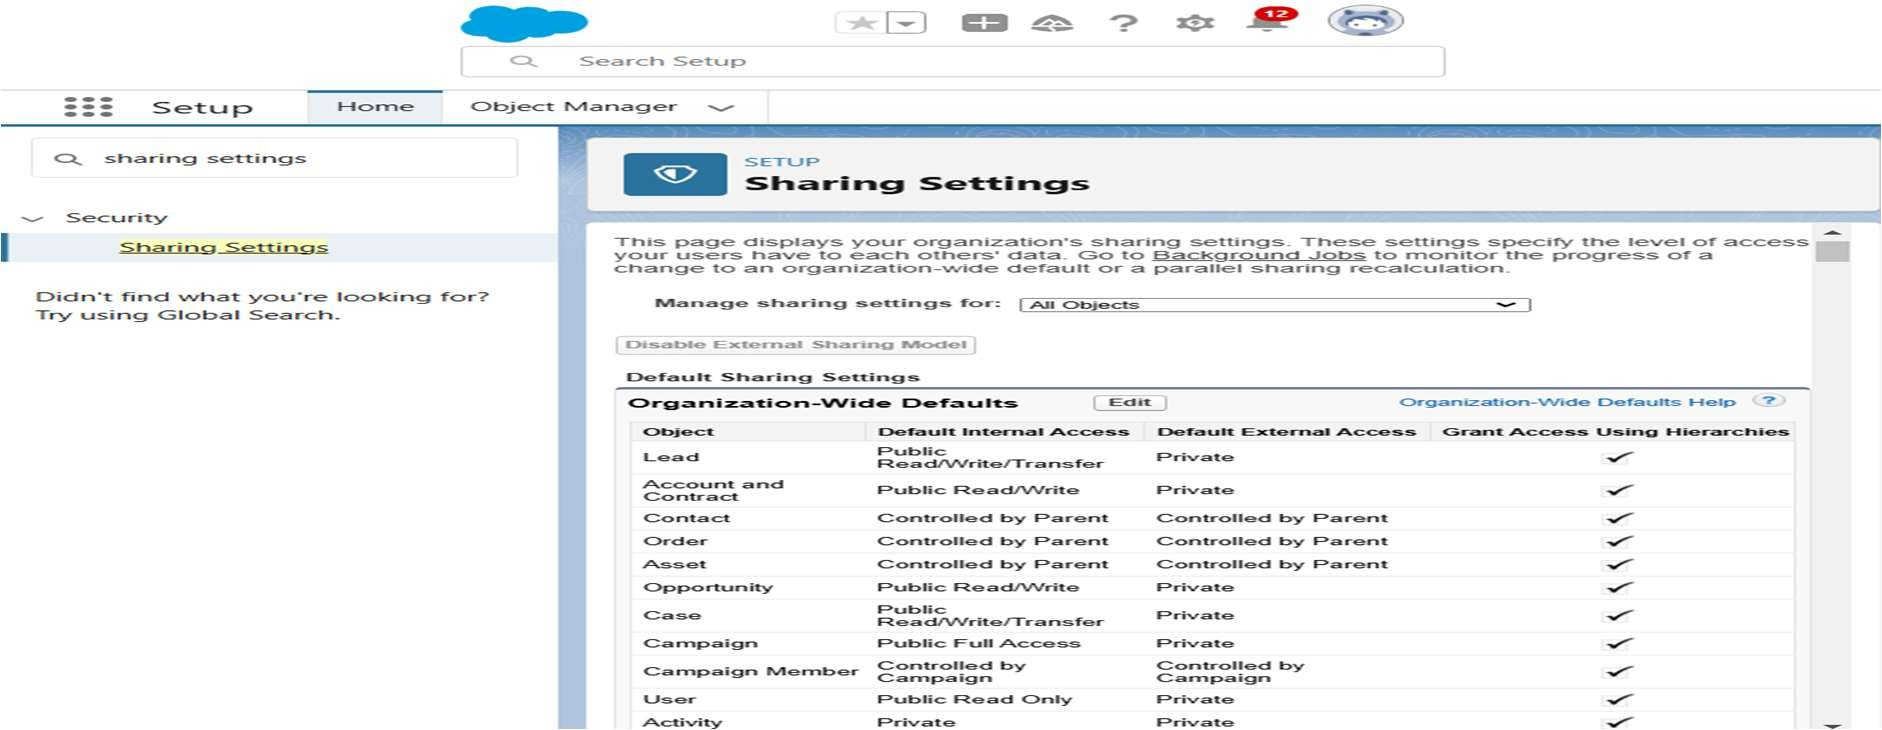 12
Search Setup
Setup
Home
Object Manager
sharing settings
Security
Sharing Settings
Didn't find what you're looking for?
Try using Global Search.
SETUP
Sharing Settings
This page displays your organization's sharing settings. These settings specify the level of access
your users have to each others' data. Go to Background Jobs to monitor the progress of a
change to an organization-wide default or a parallel sharing recalculation.
Manage sharing settings for: All Objects
Disable External Sharing Model
Default Sharing Settings
Organization-Wide Defaults Edit Organization-Wide Defaults Help ?
Object Default Internal Access Default External Access Grant Access Using Hierarchies
Lead Public Read/Write/Transfer Private
Account and Contract Public Read/Write Private
Contact Controlled by Parent Controlled by Parent
Order Controlled by Parent Controlled by Parent
Asset Controlled by Parent Controlled by Parent
Opportunity Public Read/Write Private
Case Public Read/Write/Transfer Private
Campaign Public Full Access Private
Campaign Member Controlled by Campaign Controlled by Campaign
User Public Read Only Private
Activity Private Private